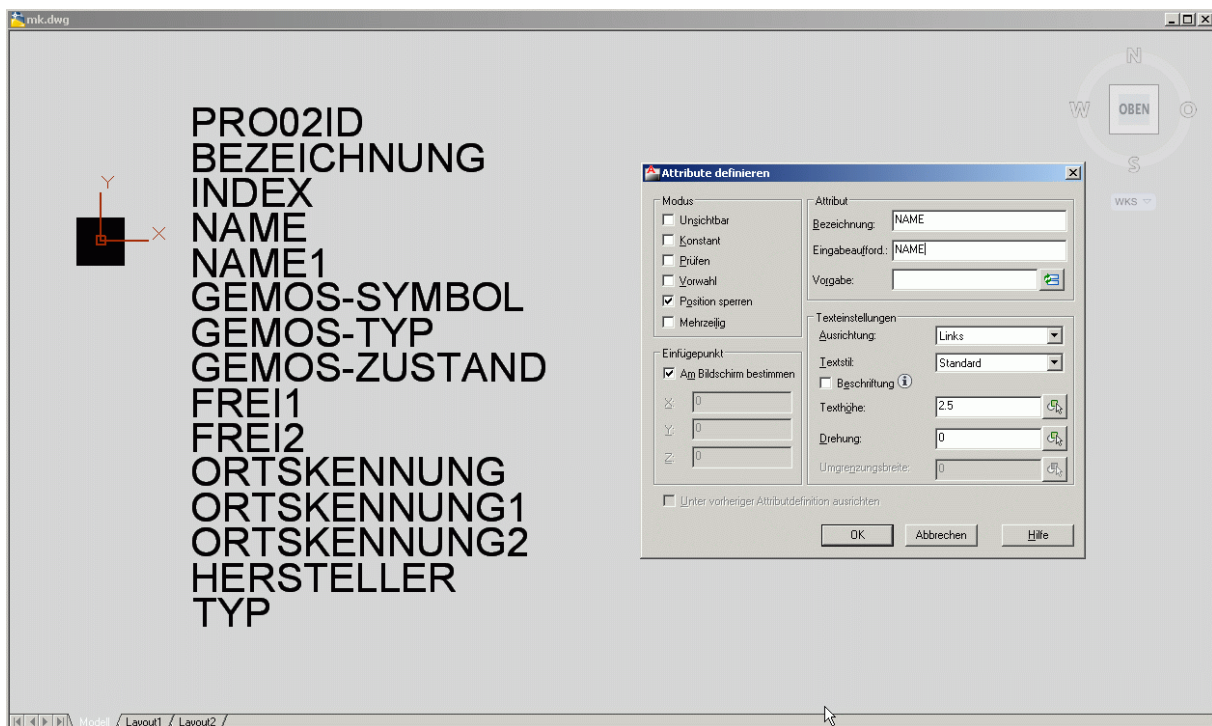 mk.dwg
N
W
OBEN
O
S
WKS
Y
X
PRO02ID
BEZEICHNUNG
INDEX
NAME
NAME1
GEMOS-SYMBOL
GEMOS-TYP
GEMOS-ZUSTAND
FREI1
FREI2
ORTSKENNUNG
ORTSKENNUNG1
ORTSKENNUNG2
HERSTELLER
TYP
Attribute definieren
Modus
Unsichtbar
Konstant
Prüfen
Vorwahl
Position sperren
Mehrzeilig
Einfügepunkt
Am Bildschirm bestimmen
X: 0
Y: 0
Z: 0
Attribut
Bezeichnung: NAME
Eingabeaufford.: NAME
Vorgabe:
Texteinstellungen
Ausrichtung: Links
Textstil: Standard
Beschriftung
Texthöhe: 2.5
Drehung: 0
Umgrenzungsbreite: 0
Unter vorheriger Attributdefinition ausrichten
OK Abbrechen Hilfe
Modell Layout1 Layout2